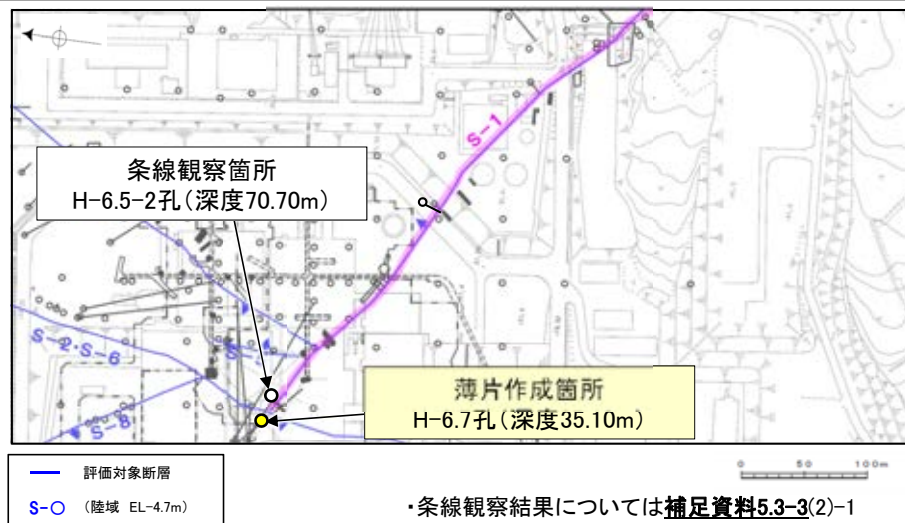 S-1
条線観察箇所
H-6.5-2孔(深度70.70m)
S-2・S-6
S-8
薄片作成箇所
H-6.7孔(深度35.10m)
評価対象断層
S-○ (陸域 EL-4.7m)
0 50 100m
・条線観察結果については補足資料5.3-3(2)-1